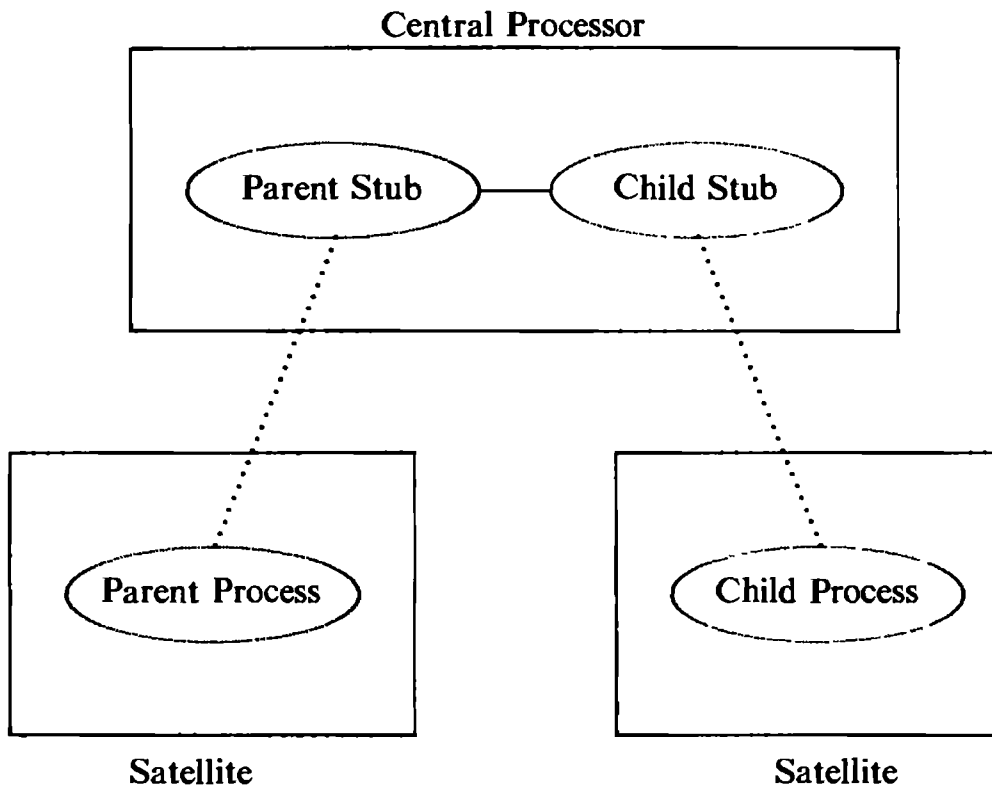 Central Processor
Parent Stub
Child Stub
Parent Process
Child Process
Satellite
Satellite